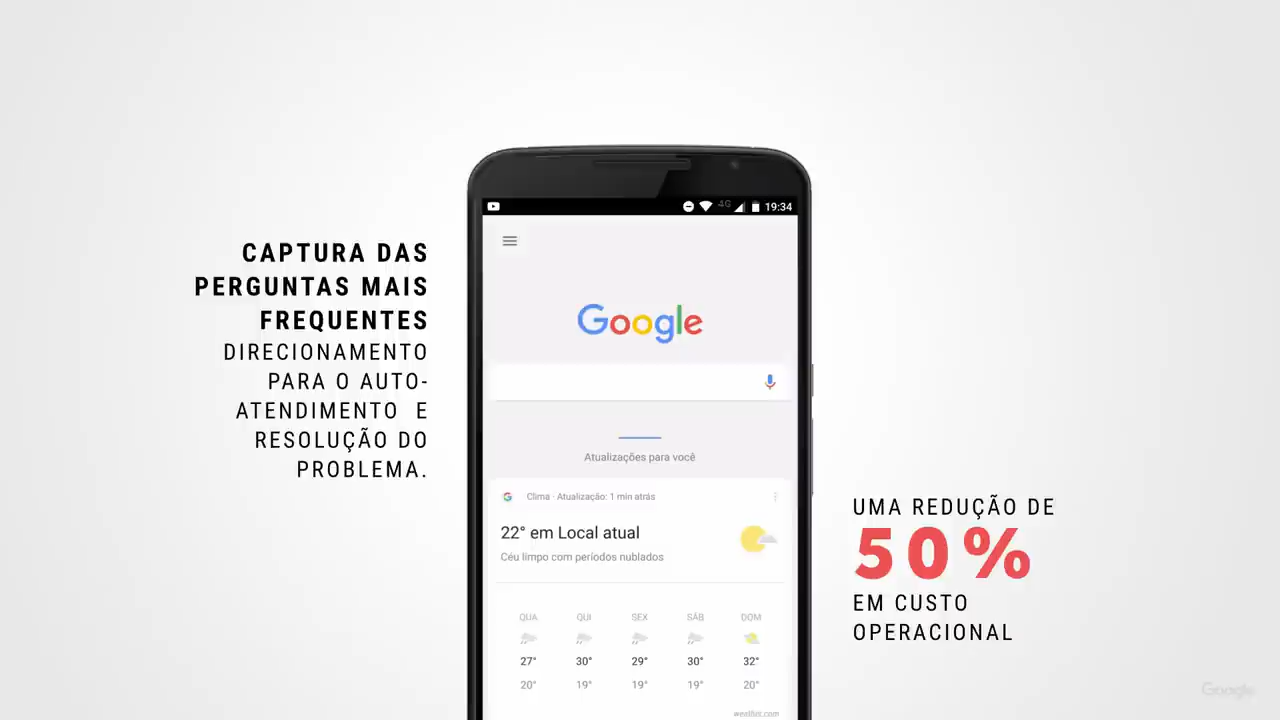 CAPTURA DAS
PERGUNTAS MAIS
FREQUENTES
DIRECIONAMENTO
PARA O AUTO-
ATENDIMENTO E
RESOLUÇÃO DO
PROBLEMA.
4G 19:34
Google
Atualizações para você
Clima · Atualização: 1 min atrás
22° em Local atual
Céu limpo com períodos nublados
QUA QUI SEX SÁB DOM
27° 30° 29° 30° 32°
20° 19° 19° 19° 20°
UMA REDUÇÃO DE
50%
EM CUSTO
OPERACIONAL
Google